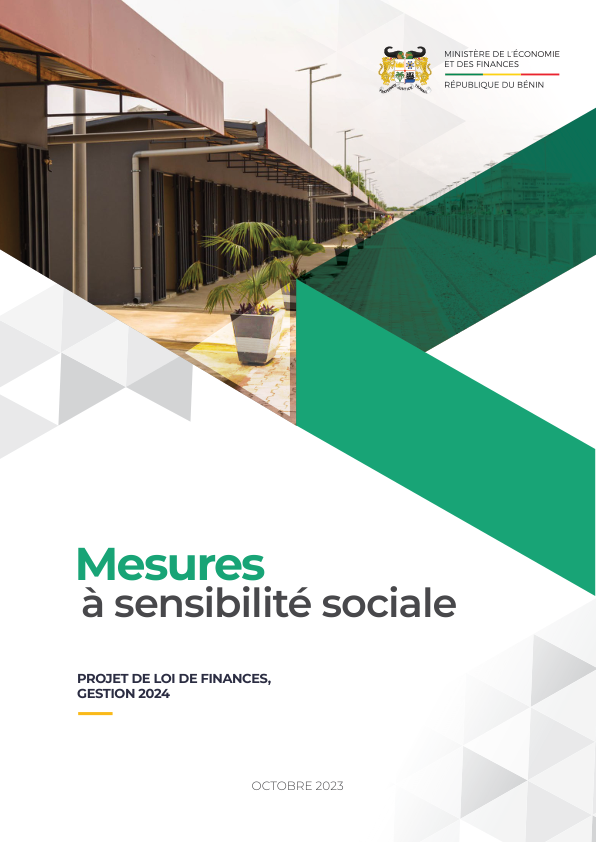 MINISTÈRE DE L'ÉCONOMIE
ET DES FINANCES
RÉPUBLIQUE DU BÉNIN
Mesures
à sensibilité sociale
PROJET DE LOI DE FINANCES,
GESTION 2024
OCTOBRE 2023